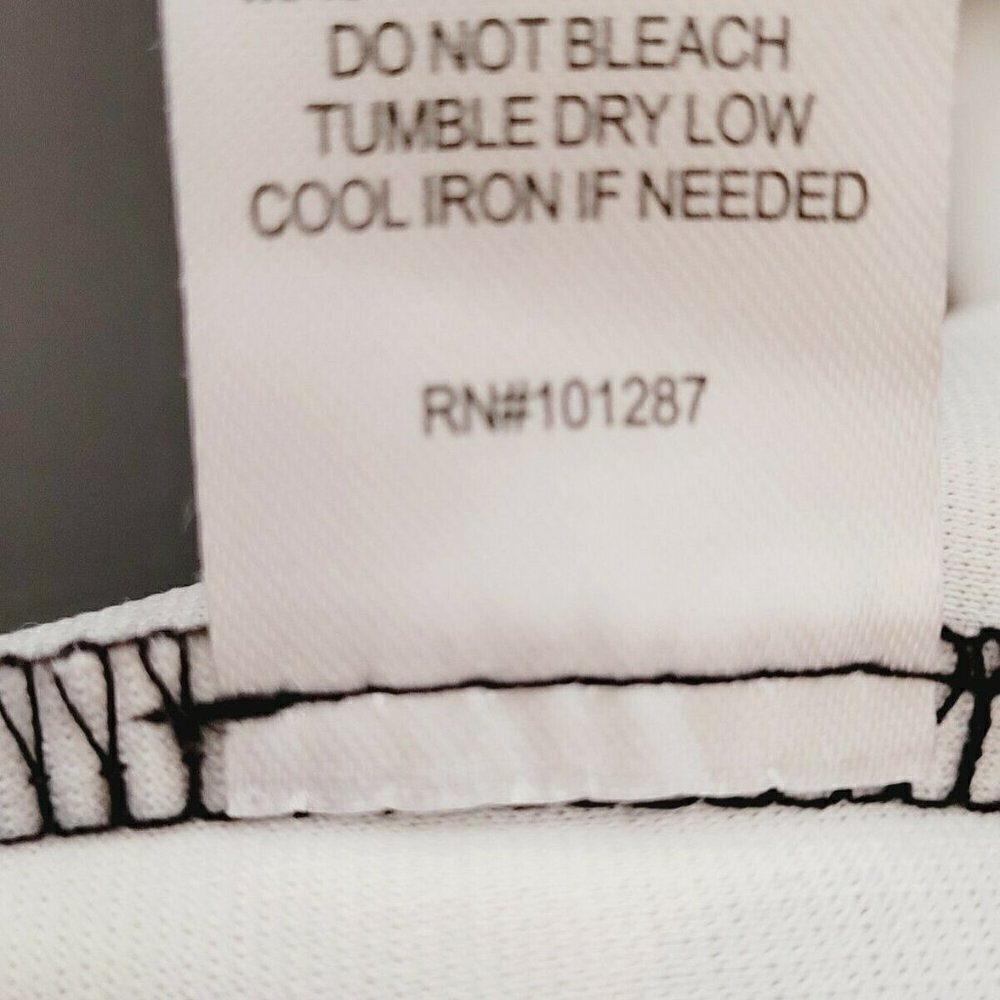 DO NOT BLEACH
TUMBLE DRY LOW
COOL IRON IF NEEDED
RN#101287